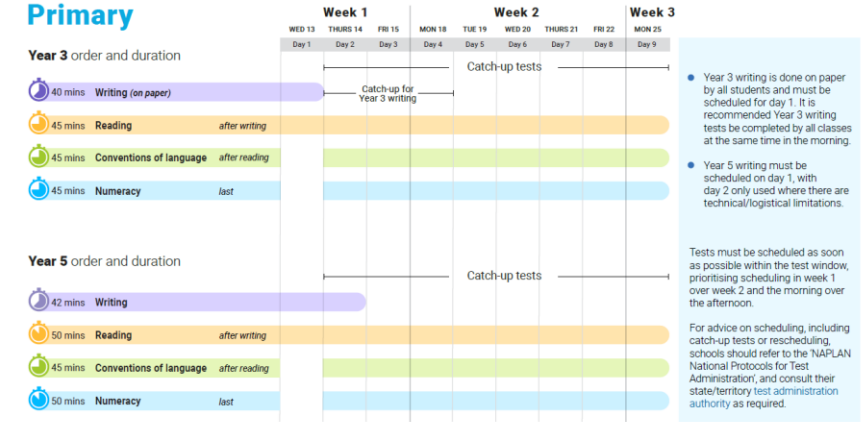 Primary
Week 1 Week 2 Week 3
WED 13 THURS 14 FRI 15 MON 18 TUE 19 WED 20 THURS 21 FRI 22 MON 25
Day 1 Day 2 Day 3 Day 4 Day 5 Day 6 Day 7 Day 8 Day 9
Year 3 order and duration
Catch-up tests
40 mins Writing (on paper)
Catch-up for
Year 3 writing
45 mins Reading after writing
45 mins Conventions of language after reading
45 mins Numeracy last
Year 5 order and duration
Catch-up tests
42 mins Writing
50 mins Reading after writing
45 mins Conventions of language after reading
50 mins Numeracy last
Year 3 writing is done on paper
by all students and must be
scheduled for day 1. It is
recommended Year 3 writing
tests be completed by all classes
at the same time in the morning.
Year 5 writing must be
scheduled on day 1, with
day 2 only used where there are
technical/logistical limitations.
Tests must be scheduled as soon
as possible within the test window,
prioritising scheduling in week 1
over week 2 and the morning over
the afternoon.
For advice on scheduling, including
catch-up tests or rescheduling,
schools should refer to the 'NAPLAN
National Protocols for Test
Administration', and consult their
state/territory test administration
authority as required.